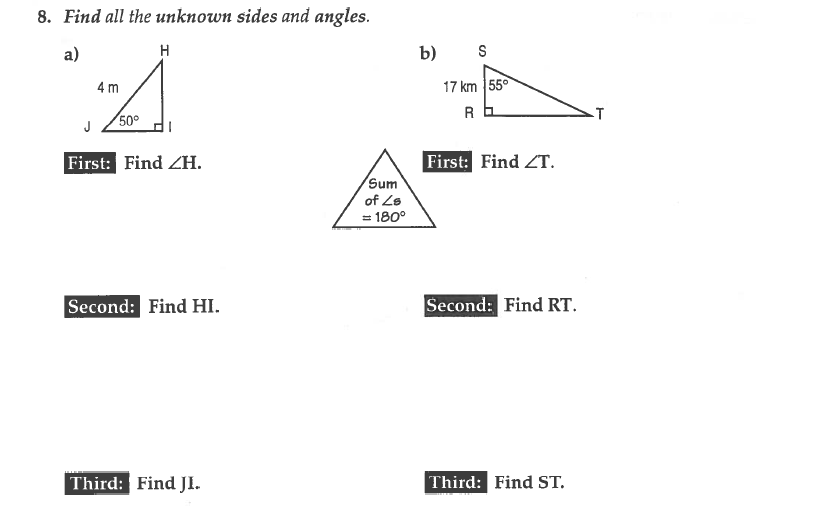 8. Find all the unknown sides and angles.
a)
H
4 m
50°
J
I
b)
S
17 km
55°
R
T
First: Find ∠H.
Sum
of ∠s
= 180°
First: Find ∠T.
Second: Find HI.
Second: Find RT.
Third: Find JI.
Third: Find ST.